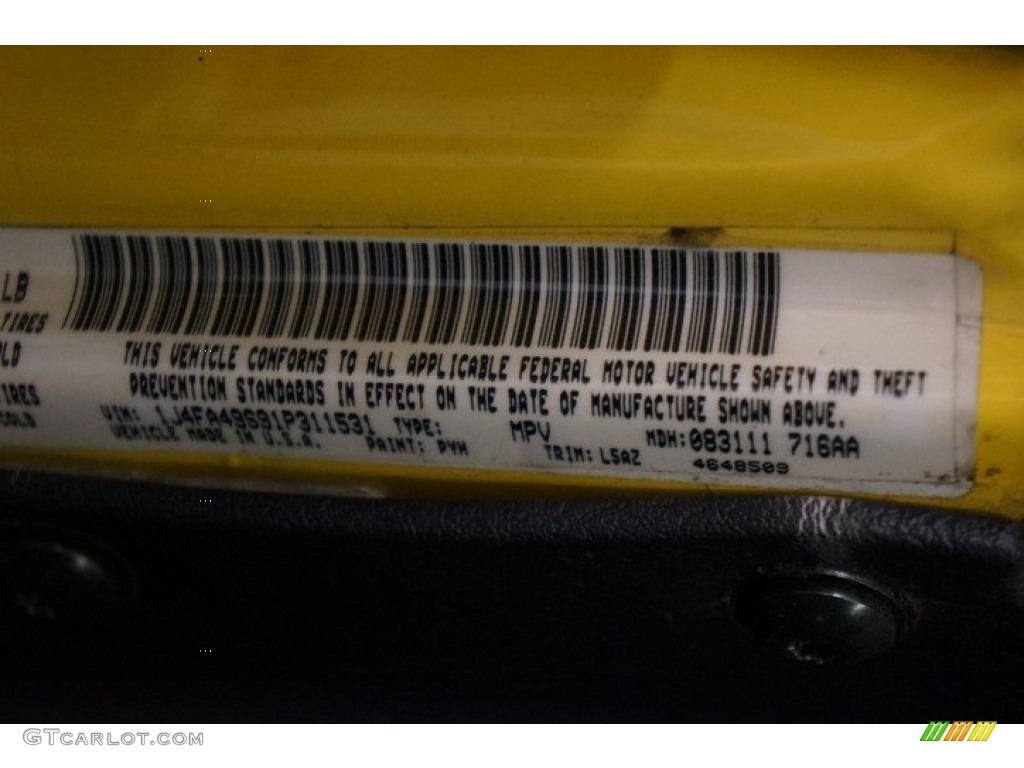 LB
TIRES
OLD
TIRES
COLD
THIS VEHICLE CONFORMS TO ALL APPLICABLE FEDERAL MOTOR VEHICLE SAFETY AND THEFT
PREVENTION STANDARDS IN EFFECT ON THE DATE OF MANUFACTURE SHOWN ABOVE.
VIN: 1J4FA49S91P311531 TYPE: MPV MDH:083111 716AA
VEHICLE MADE IN U.S.A. PAINT: PYH TRIM: L5AZ 4648509
GTCARLOT.COM